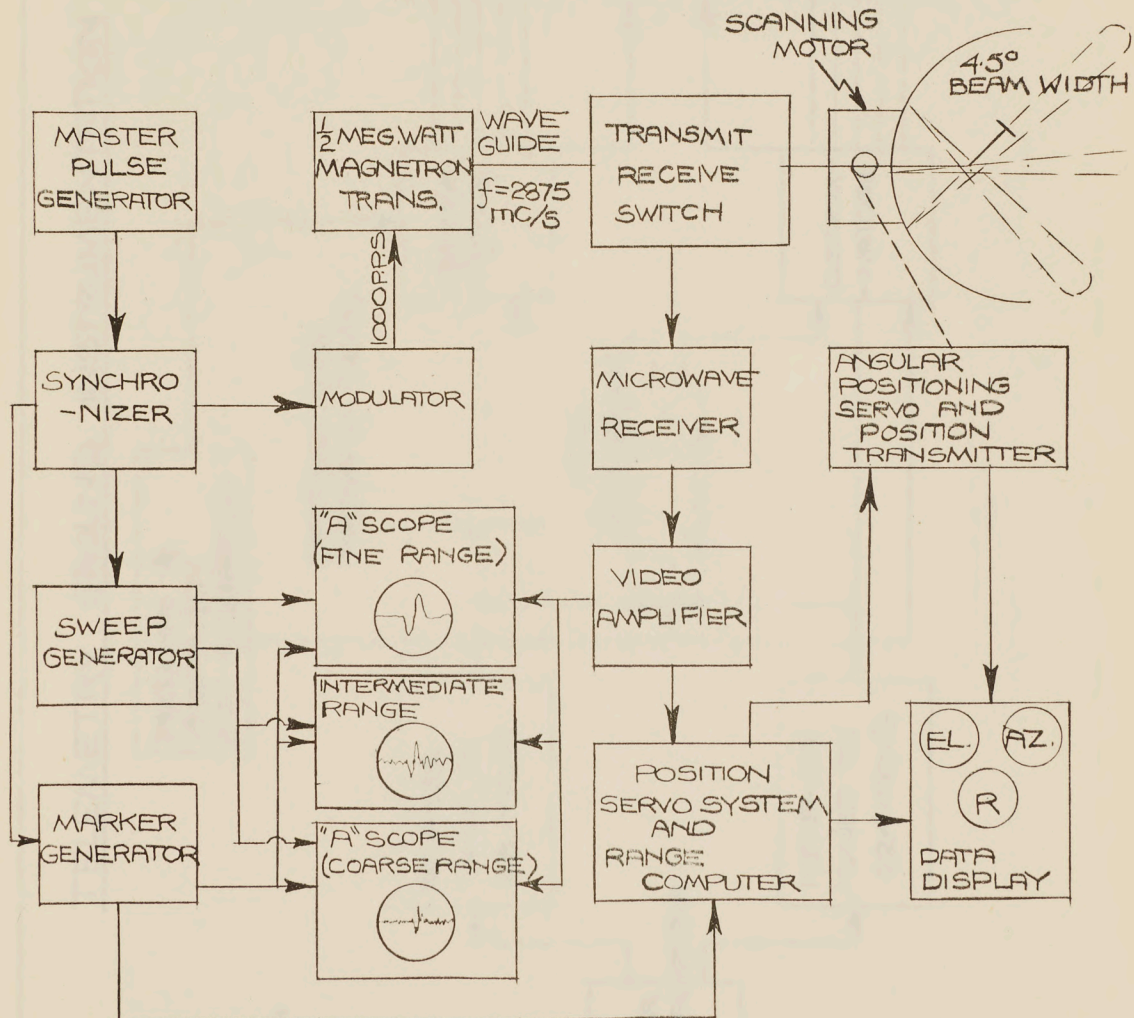 SCANNING
MOTOR
4.5°
BEAM WIDTH
MASTER
PULSE
GENERATOR
½ MEG.WATT
MAGNETRON
TRANS.
WAVE
GUIDE
f=2875
mc/s
TRANSMIT
RECEIVE
SWITCH
1000 P.P.S
SYNCHRO
-NIZER
MODULATOR
MICROWAVE
RECEIVER
ANGULAR
POSITIONING
SERVO AND
POSITION
TRANSMITTER
"A" SCOPE
(FINE RANGE)
VIDEO
AMPLIFIER
SWEEP
GENERATOR
INTERMEDIATE
RANGE
EL.
AZ.
R
DATA
DISPLAY
POSITION
SERVO SYSTEM
AND
RANGE
COMPUTER
MARKER
GENERATOR
"A" SCOPE
(COARSE RANGE)